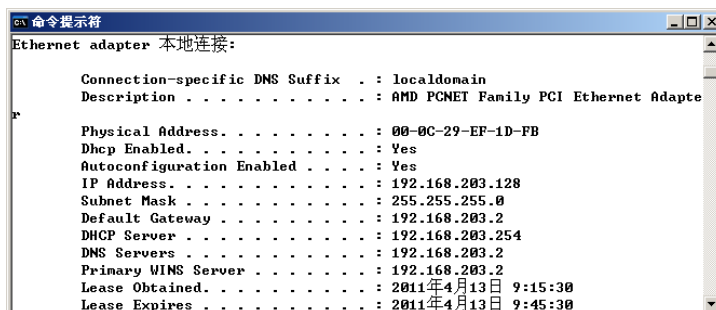 命令提示符
Ethernet adapter 本地连接:
Connection-specific DNS Suffix  . : localdomain
Description . . . . . . . . . . . : AMD PCNET Family PCI Ethernet Adapte
r
Physical Address. . . . . . . . . : 00-0C-29-EF-1D-FB
Dhcp Enabled. . . . . . . . . . . : Yes
Autoconfiguration Enabled . . . . : Yes
IP Address. . . . . . . . . . . . : 192.168.203.128
Subnet Mask . . . . . . . . . . . : 255.255.255.0
Default Gateway . . . . . . . . . : 192.168.203.2
DHCP Server . . . . . . . . . . . : 192.168.203.254
DNS Servers . . . . . . . . . . . : 192.168.203.2
Primary WINS Server . . . . . . . : 192.168.203.2
Lease Obtained. . . . . . . . . . : 2011年4月13日 9:15:30
Lease Expires . . . . . . . . . . : 2011年4月13日 9:45:30